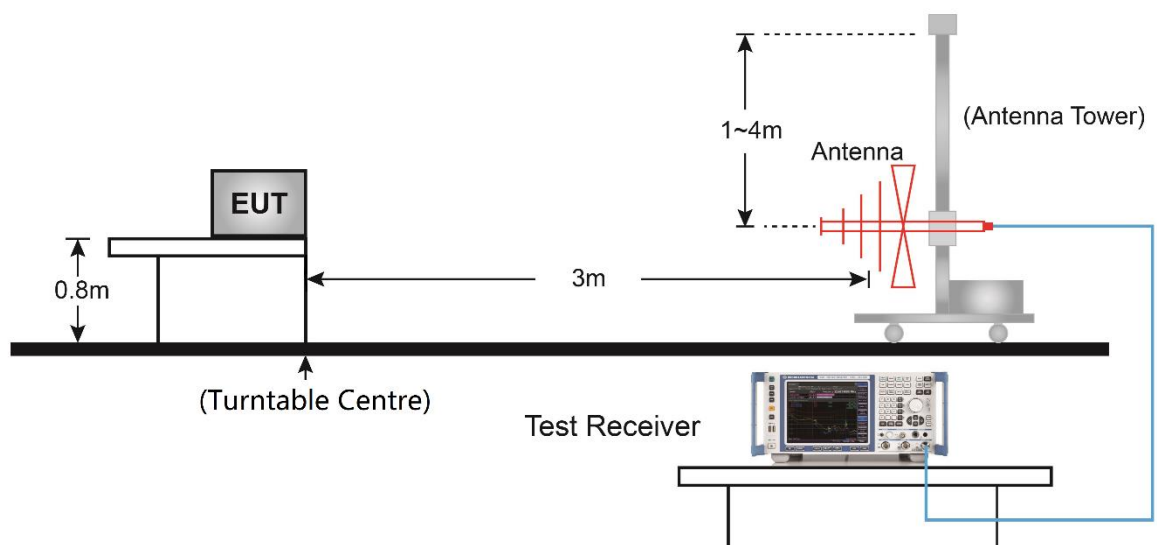 1~4m
(Antenna Tower)
Antenna
EUT
0.8m
3m
(Turntable Centre)
Test Receiver